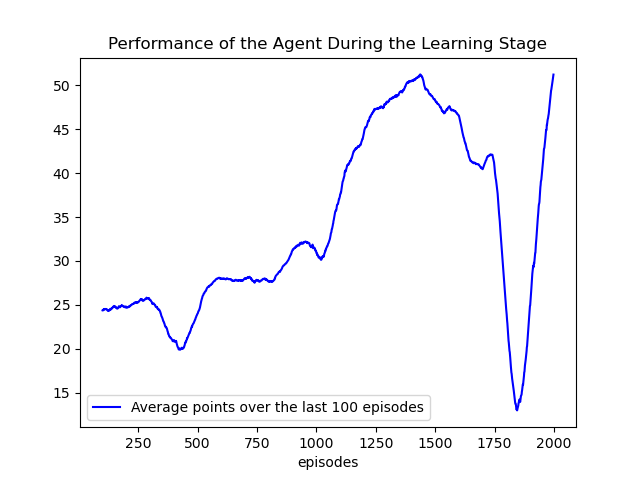 Performance of the Agent During the Learning Stage
50
45
40
35
30
25
20
15
Average points over the last 100 episodes
250 500 750 1000 1250 1500 1750 2000
episodes